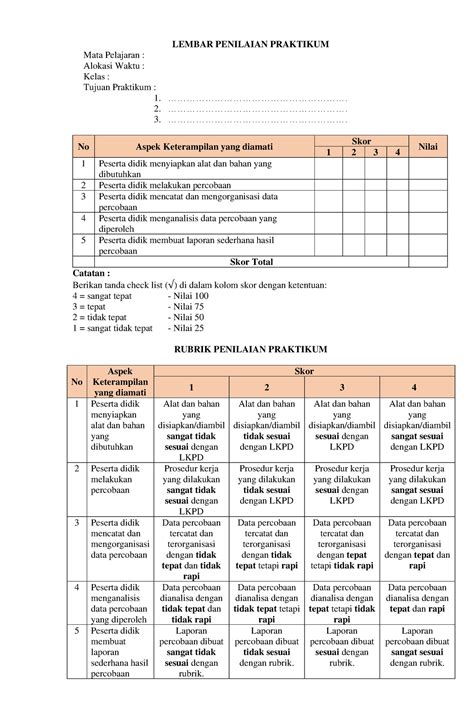 LEMBAR PENILAIAN PRAKTIKUM
Mata Pelajaran :
Alokasi Waktu :
Kelas :
Tujuan Praktikum :
1. ……………………………………………………
2. ……………………………………………………
3. ……………………………………………………
No Aspek Keterampilan yang diamati Skor Nilai
1 2 3 4
1 Peserta didik menyiapkan alat dan bahan yang
dibutuhkan
2 Peserta didik melakukan percobaan
3 Peserta didik mencatat dan mengorganisasi data
percobaan
4 Peserta didik menganalisis data percobaan yang
diperoleh
5 Peserta didik membuat laporan sederhana hasil
percobaan
Skor Total
Catatan :
Berikan tanda check list (√) di dalam kolom skor dengan ketentuan:
4 = sangat tepat - Nilai 100
3 = tepat - Nilai 75
2 = tidak tepat - Nilai 50
1 = sangat tidak tepat - Nilai 25
RUBRIK PENILAIAN PRAKTIKUM
No Aspek Keterampilan yang diamati Skor
1 2 3 4
1 Peserta didik Alat dan bahan Alat dan bahan Alat dan bahan Alat dan bahan
menyiapkan yang yang yang yang
alat dan bahan disiapkan/diambil disiapkan/diambil disiapkan/diambil disiapkan/diambil
yang sangat tidak tidak sesuai sesuai dengan sangat sesuai
dibutuhkan sesuai dengan dengan LKPD LKPD dengan LKPD
LKPD
2 Peserta didik Prosedur kerja Prosedur kerja Prosedur kerja Prosedur kerja
melakukan yang dilakukan yang dilakukan yang dilakukan yang dilakukan
percobaan sangat tidak tidak sesuai sesuai dengan sangat sesuai
sesuai dengan dengan LKPD LKPD dengan LKPD
LKPD
3 Peserta didik Data percobaan Data percobaan Data percobaan Data percobaan
mencatat dan tercatat dan tercatat dan tercatat dan tercatat dan
mengorganisasi terorganisasi terorganisasi terorganisasi terorganisasi
data percobaan dengan tidak dengan tidak dengan tepat dengan tepat dan
tepat dan tidak tepat tetapi rapi tetapi tidak rapi rapi
rapi
4 Peserta didik Data percobaan Data percobaan Data percobaan Data percobaan
menganalisis dianalisa dengan dianalisa dengan dianalisa dengan dianalisa dengan
data percobaan tidak tepat dan tidak tepat tetapi tepat tetapi tidak tepat dan rapi
yang diperoleh tidak rapi rapi rapi
5 Peserta didik Laporan Laporan Laporan Laporan
membuat percobaan dibuat percobaan dibuat percobaan dibuat percobaan dibuat
laporan sangat tidak tidak sesuai sesuai dengan sangat sesuai
sederhana hasil sesuai dengan dengan rubrik. rubrik. dengan rubrik.
percobaan rubrik.